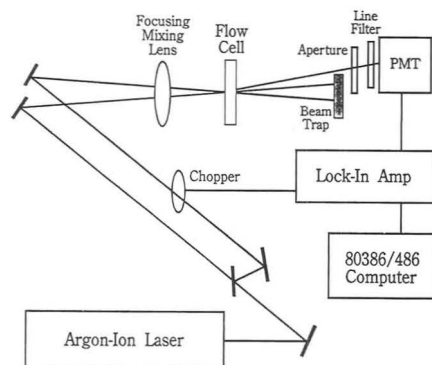 Focusing
Mixing
Lens
Flow
Cell
Aperture
Line
Filter
PMT
Beam
Trap
Chopper
Lock-In Amp
80386/486
Computer
Argon-Ion Laser